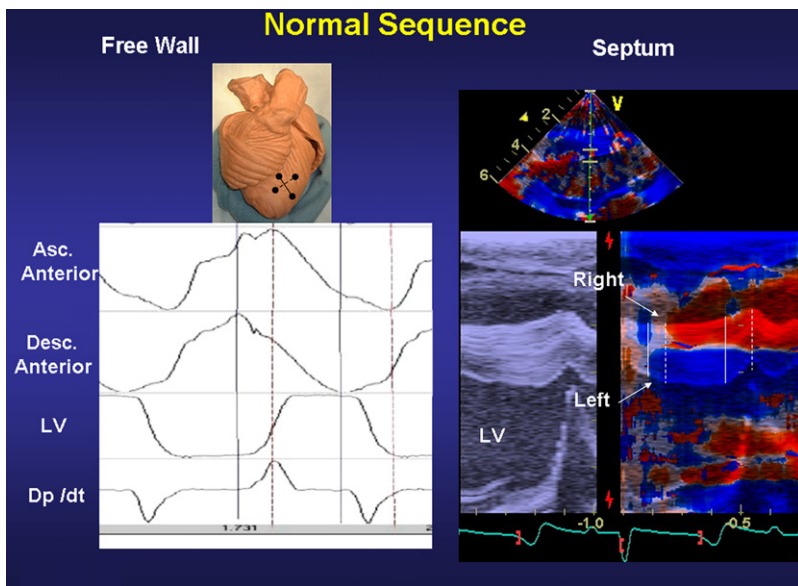 Normal Sequence
Free Wall
Septum
V
2
4
6
Asc.
Anterior
Desc.
Anterior
LV
Dp /dt
1.731
2
Right
Left
LV
-1.0
-0.5